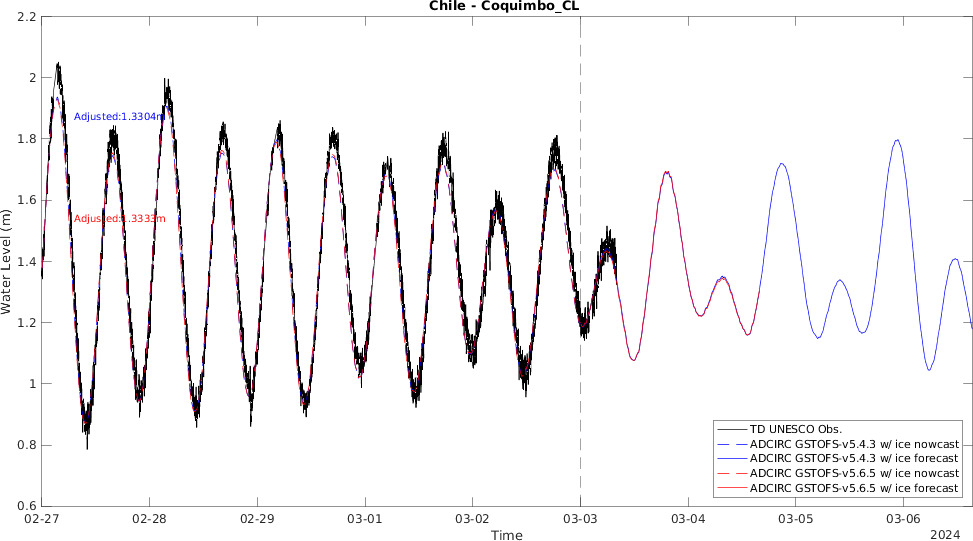 Chile - Coquimbo_CL
2.2
2
1.8
1.6
1.4
1.2
1
0.8
0.6
Water Level (m)
Adjusted:1.3304m
Adjusted:1.3333m
TD UNESCO Obs.
ADCIRC GSTOFS-v5.4.3 w/ ice nowcast
ADCIRC GSTOFS-v5.4.3 w/ ice forecast
ADCIRC GSTOFS-v5.6.5 w/ ice nowcast
ADCIRC GSTOFS-v5.6.5 w/ ice forecast
02-27 02-28 02-29 03-01 03-02 03-03 03-04 03-05 03-06
Time
2024